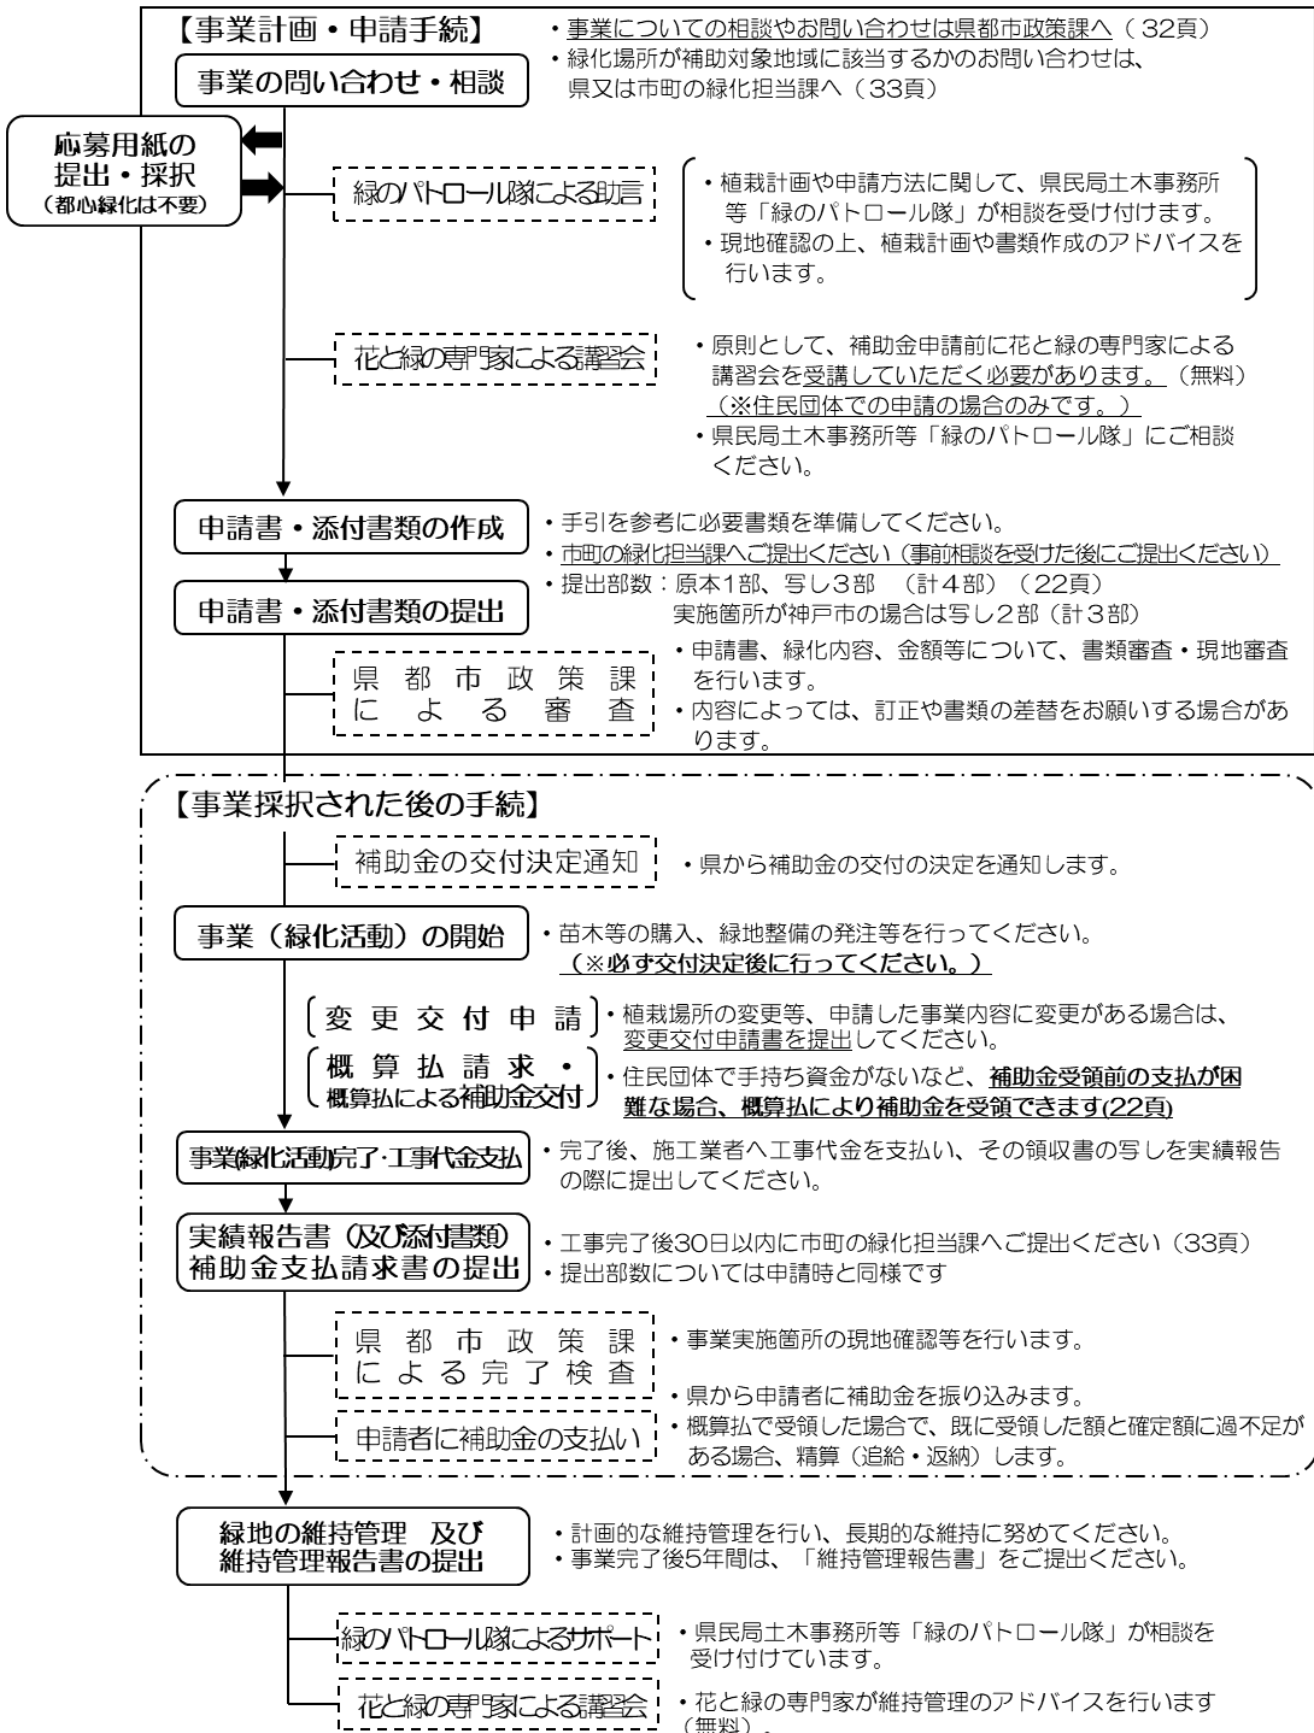 【事業計画・申請手続】
・事業についての相談やお問い合わせは県都市政策課へ（32頁）
・緑化場所が補助対象地域に該当するかのお問い合わせは、
県又は市町の緑化担当課へ（33頁）
事業の問い合わせ・相談
応募用紙の
提出・採択
（都心緑化は不要）
緑のパトロール隊による助言
・植栽計画や申請方法に関して、県民局土木事務所
等「緑のパトロール隊」が相談を受け付けます。
・現地確認の上、植栽計画や書類作成のアドバイスを
行います。
花と緑の専門家による講習会
・原則として、補助金申請前に花と緑の専門家による
講習会を受講していただく必要があります。（無料）
（※住民団体での申請の場合のみです。）
・県民局土木事務所等「緑のパトロール隊」にご相談
ください。
申請書・添付書類の作成
・手引を参考に必要書類を準備してください。
・市町の緑化担当課へご提出ください（事前相談を受けた後にご提出ください）
申請書・添付書類の提出
・提出部数：原本1部、写し３部　（計４部）（22頁）
実施箇所が神戸市の場合は写し２部（計３部）
県都市政策課
による審査
・申請書、緑化内容、金額等について、書類審査・現地審査
を行います。
・内容によっては、訂正や書類の差替をお願いする場合があ
ります。
【事業採択された後の手続】
補助金の交付決定通知
・県から補助金の交付の決定を通知します。
事業（緑化活動）の開始
・苗木等の購入、緑地整備の発注等を行ってください。
（※必ず交付決定後に行ってください。）
変更交付申請
・植栽場所の変更等、申請した事業内容に変更がある場合は、
変更交付申請書を提出してください。
概算払請求・
概算払による補助金交付
・住民団体で手持ち資金がないなど、補助金受領前の支払が困
難な場合、概算払により補助金を受領できます(22頁)
事業(緑化活動)完了・工事代金支払
・完了後、施工業者へ工事代金を支払い、その領収書の写しを実績報告
の際に提出してください。
実績報告書（及び添付書類）
補助金支払請求書の提出
・工事完了後30日以内に市町の緑化担当課へご提出ください（33頁）
・提出部数については申請時と同様です
県都市政策課
による完了検査
・事業実施箇所の現地確認等を行います。
・県から申請者に補助金を振り込みます。
申請者に補助金の支払い
・概算払で受領した場合で、既に受領した額と確定額に過不足が
ある場合、精算（追給・返納）します。
緑地の維持管理　及び
維持管理報告書の提出
・計画的な維持管理を行い、長期的な維持に努めてください。
・事業完了後5年間は、「維持管理報告書」をご提出ください。
緑のパトロール隊によるサポート
・県民局土木事務所等「緑のパトロール隊」が相談を
受け付けています。
花と緑の専門家による講習会
・花と緑の専門家が維持管理のアドバイスを行います
（無料）。